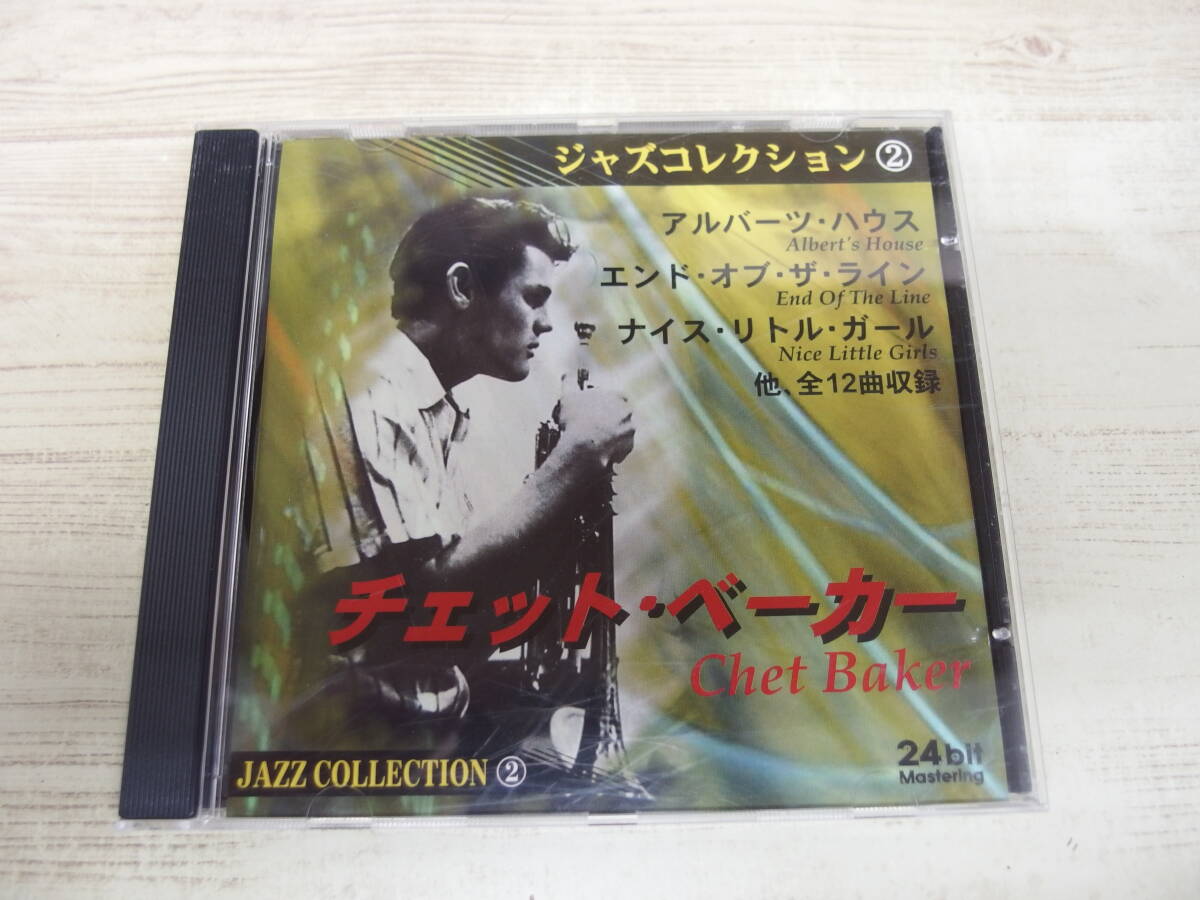 ジャズコレクション②
アルバーツ・ハウス
Albert's House
エンド・オブ・ザ・ライン
End Of The Line
ナイス・リトル・ガール
Nice Little Girls
他、全12曲収録
チェット・ベーカー
Chet Baker
24bit
Mastering
JAZZ COLLECTION ②